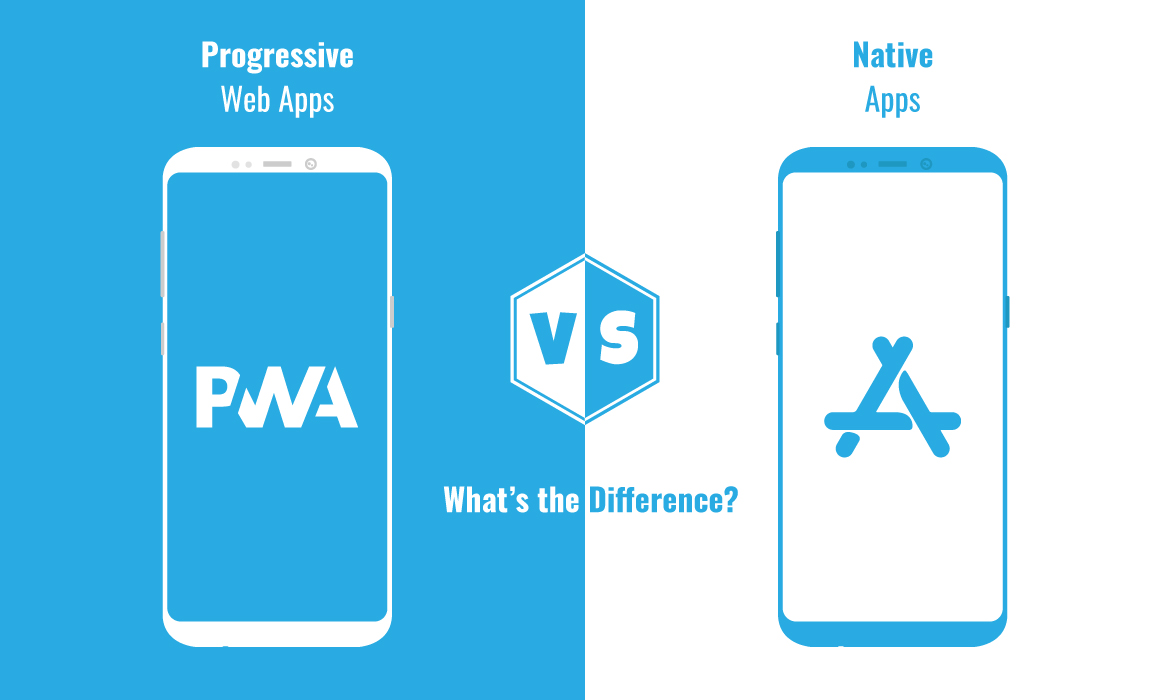 Progressive
Web Apps
Native
Apps
VS
PWA
What's the Difference?